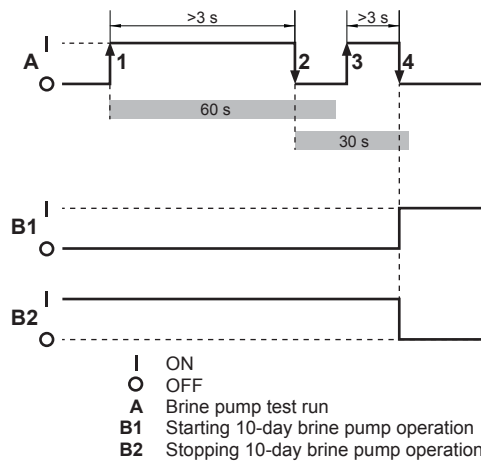 >3 s >3 s
I
A 1 2 3 4
O
60 s
30 s
I
B1
O
I
B2
O
I ON
O OFF
A Brine pump test run
B1 Starting 10-day brine pump operation
B2 Stopping 10-day brine pump operation